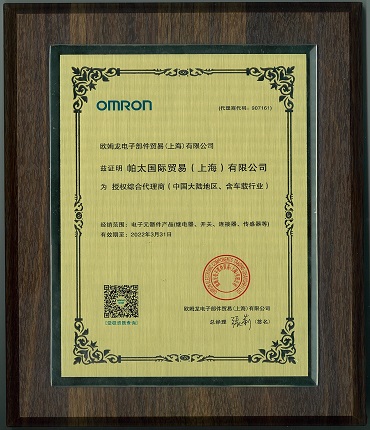 OMRON
(代理商代码：007161)
欧姆龙电子部件贸易(上海)有限公司
兹证明 帕太国际贸易（上海）有限公司
为 授权综合代理商（中国大陆地区、含车载行业）
经销范围：电子元器件产品(继电器、开关、连接器、传感器等)
有效期至：2022年3月31日
欧姆龙电子部件贸易(上海)有限公司
总经理 (签名)